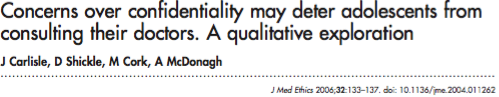 Concerns over confidentiality may deter adolescents from
consulting their doctors. A qualitative exploration
J Carlisle, D Shickle, M Cork, A McDonagh
J Med Ethics 2006;32:133–137. doi: 10.1136/jme.2004.011262